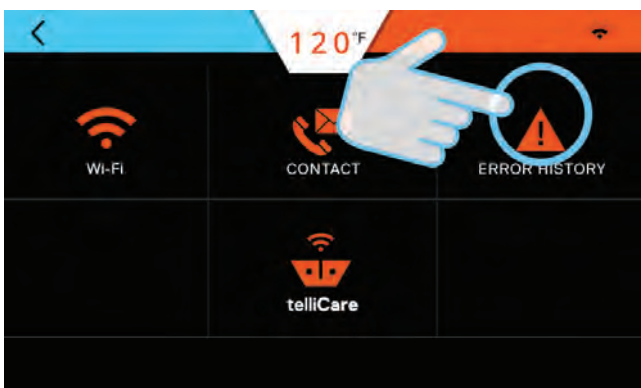 120°F
Wi-Fi
CONTACT
ERROR HISTORY
telliCare